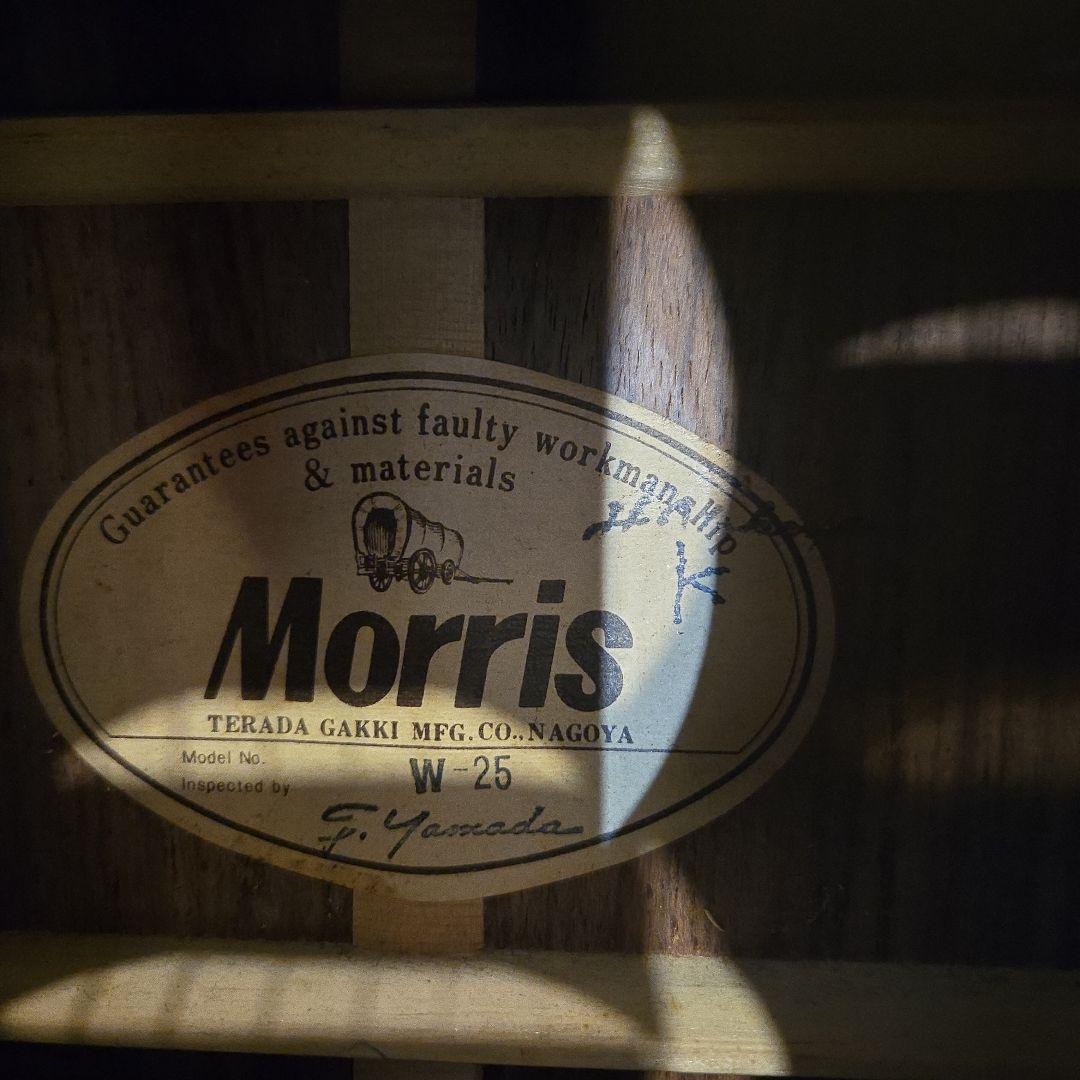 Guarantees against faulty workmanship
& materials
K
Morris
TERADA GAKKI MFG. CO., NAGOYA
Model No. W-25
Inspected by
F. Yamada